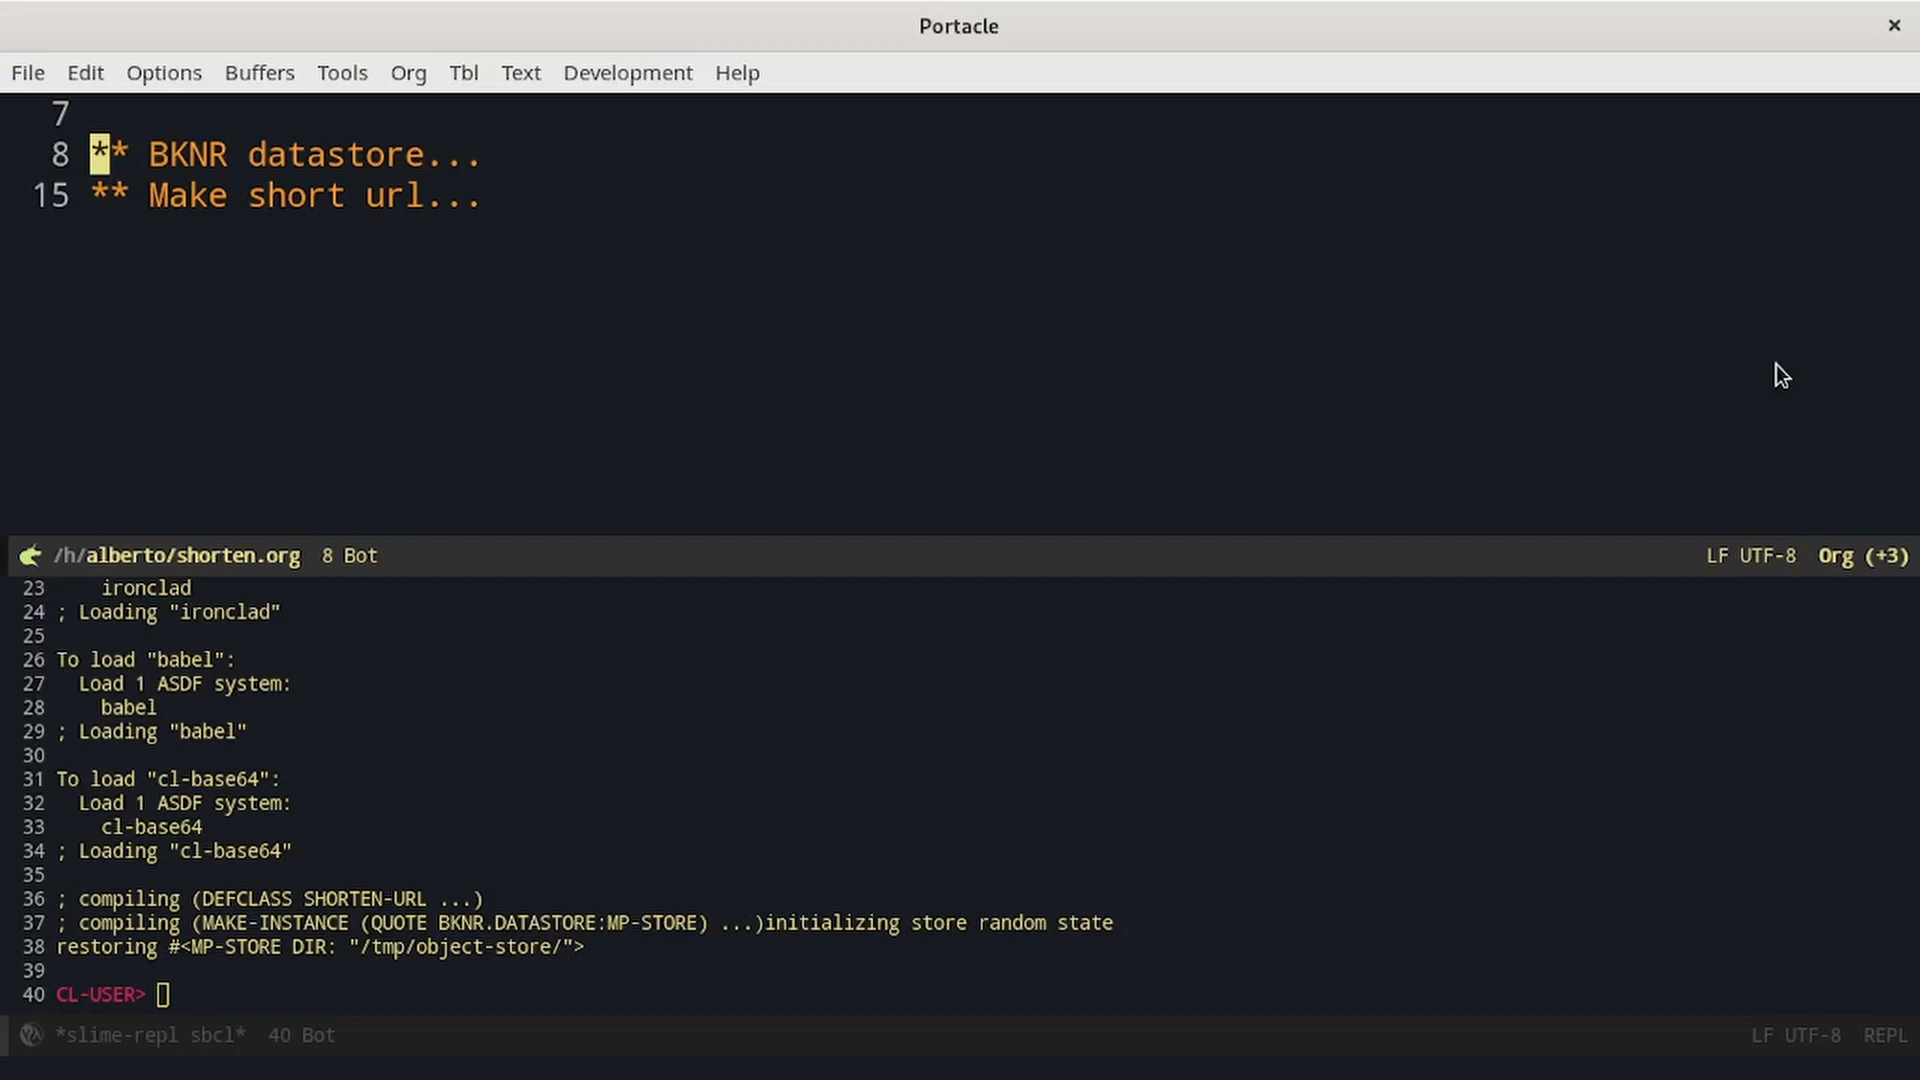 Portacle
File Edit Options Buffers Tools Org Tbl Text Development Help
7
8 ** BKNR datastore...
15 ** Make short url...
/h/alberto/shorten.org 8 Bot LF UTF-8 Org (+3)
23 ironclad
24 ; Loading "ironclad"
25
26 To load "babel":
27 Load 1 ASDF system:
28 babel
29 ; Loading "babel"
30
31 To load "cl-base64":
32 Load 1 ASDF system:
33 cl-base64
34 ; Loading "cl-base64"
35
36 ; compiling (DEFCLASS SHORTEN-URL ...)
37 ; compiling (MAKE-INSTANCE (QUOTE BKNR.DATASTORE:MP-STORE) ...)initializing store random state
38 restoring #<MP-STORE DIR: "/tmp/object-store/">
39
40 CL-USER>
*slime-repl sbcl* 40 Bot LF UTF-8 REPL